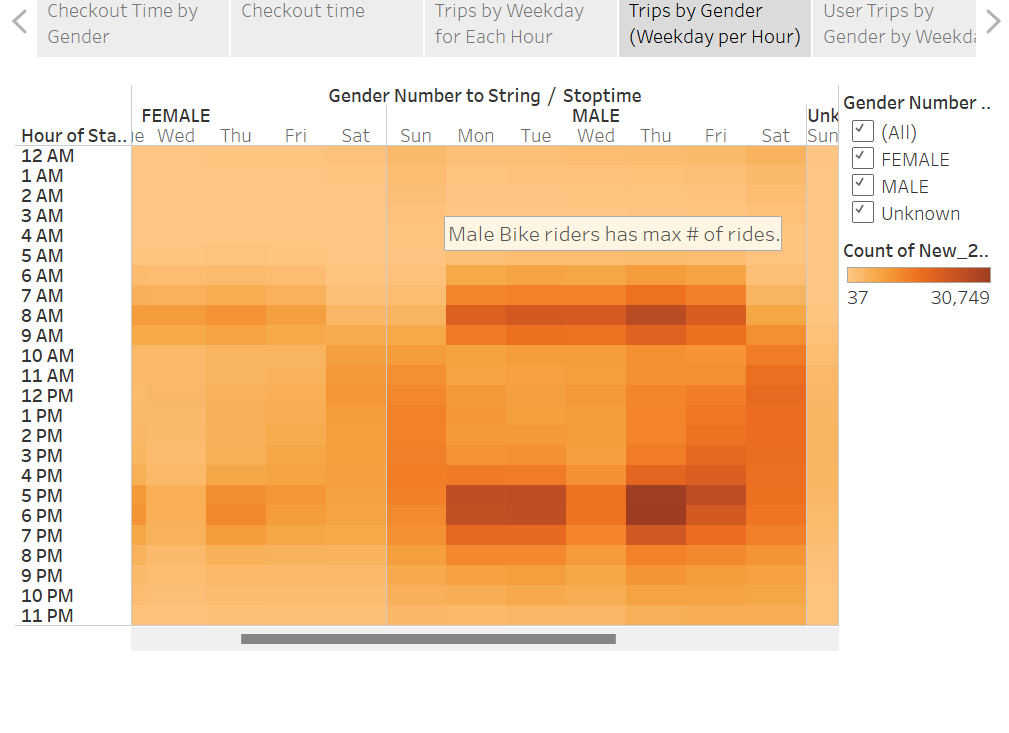 Checkout Time by
Gender
Checkout time
Trips by Weekday
for Each Hour
Trips by Gender
(Weekday per Hour)
User Trips by
Gender by Weekda
Gender Number to String / Stoptime
FEMALE MALE Unk
Hour of Sta.. ue Wed Thu Fri Sat Sun Mon Tue Wed Thu Fri Sat Sun
12 AM
1 AM
2 AM
3 AM
4 AM
5 AM
6 AM
7 AM
8 AM
9 AM
10 AM
11 AM
12 PM
1 PM
2 PM
3 PM
4 PM
5 PM
6 PM
7 PM
8 PM
9 PM
10 PM
11 PM
Male Bike riders has max # of rides.
Gender Number ..
(All)
FEMALE
MALE
Unknown
Count of New_2..
37 30,749